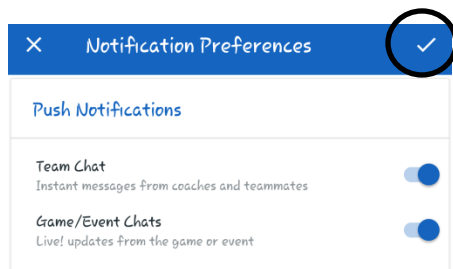 Notification Preferences
Push Notifications
Team Chat
Instant messages from coaches and teammates
Game/Event Chats
Live! updates from the game or event